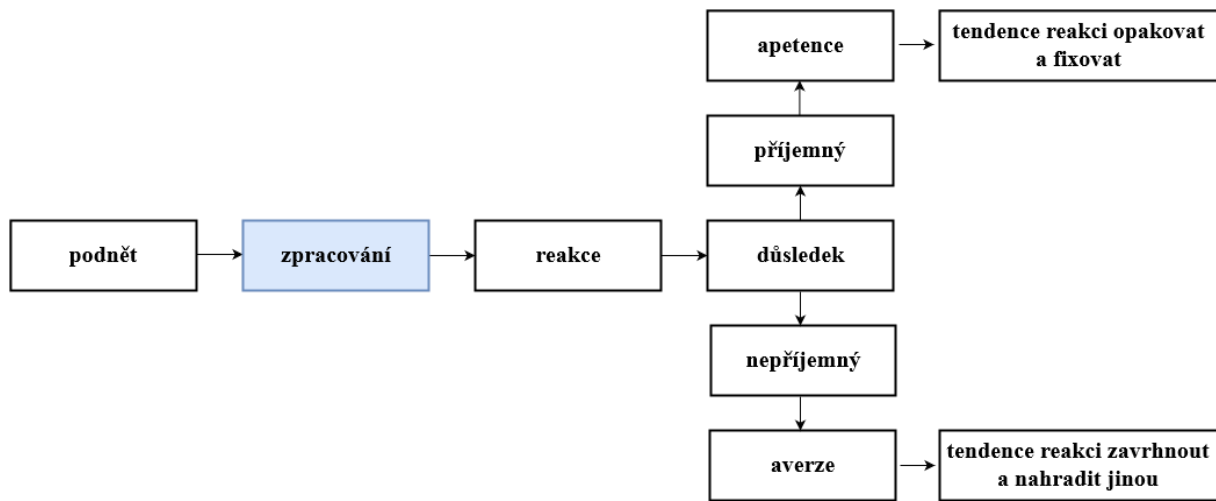 apetence
tendence reakci opakovat
a fixovat
příjemný
podnět
zpracování
reakce
důsledek
nepříjemný
averze
tendence reakci zavrhnout
a nahradit jinou